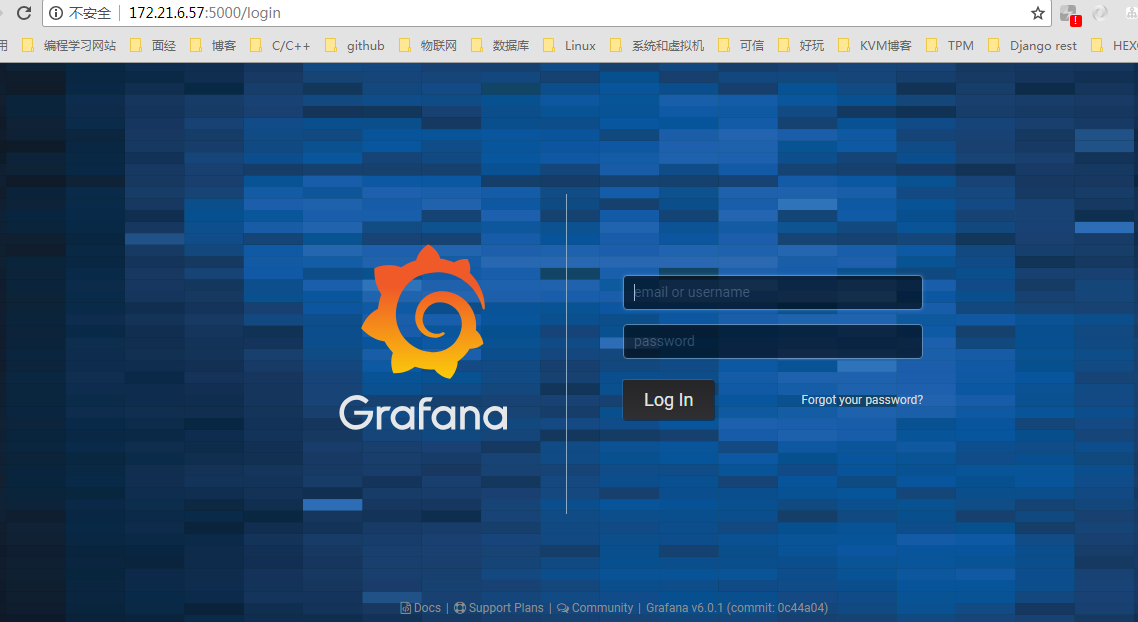 不安全 172.21.6.57:5000/login
用 编程学习网站 面经 博客 C/C++ github 物联网 数据库 Linux 系统和虚拟机 可信 好玩 KVM博客 TPM Django rest HEX
email or username
password
Log In Forgot your password?
Grafana
Docs | Support Plans | Community | Grafana v6.0.1 (commit: 0c44a04)